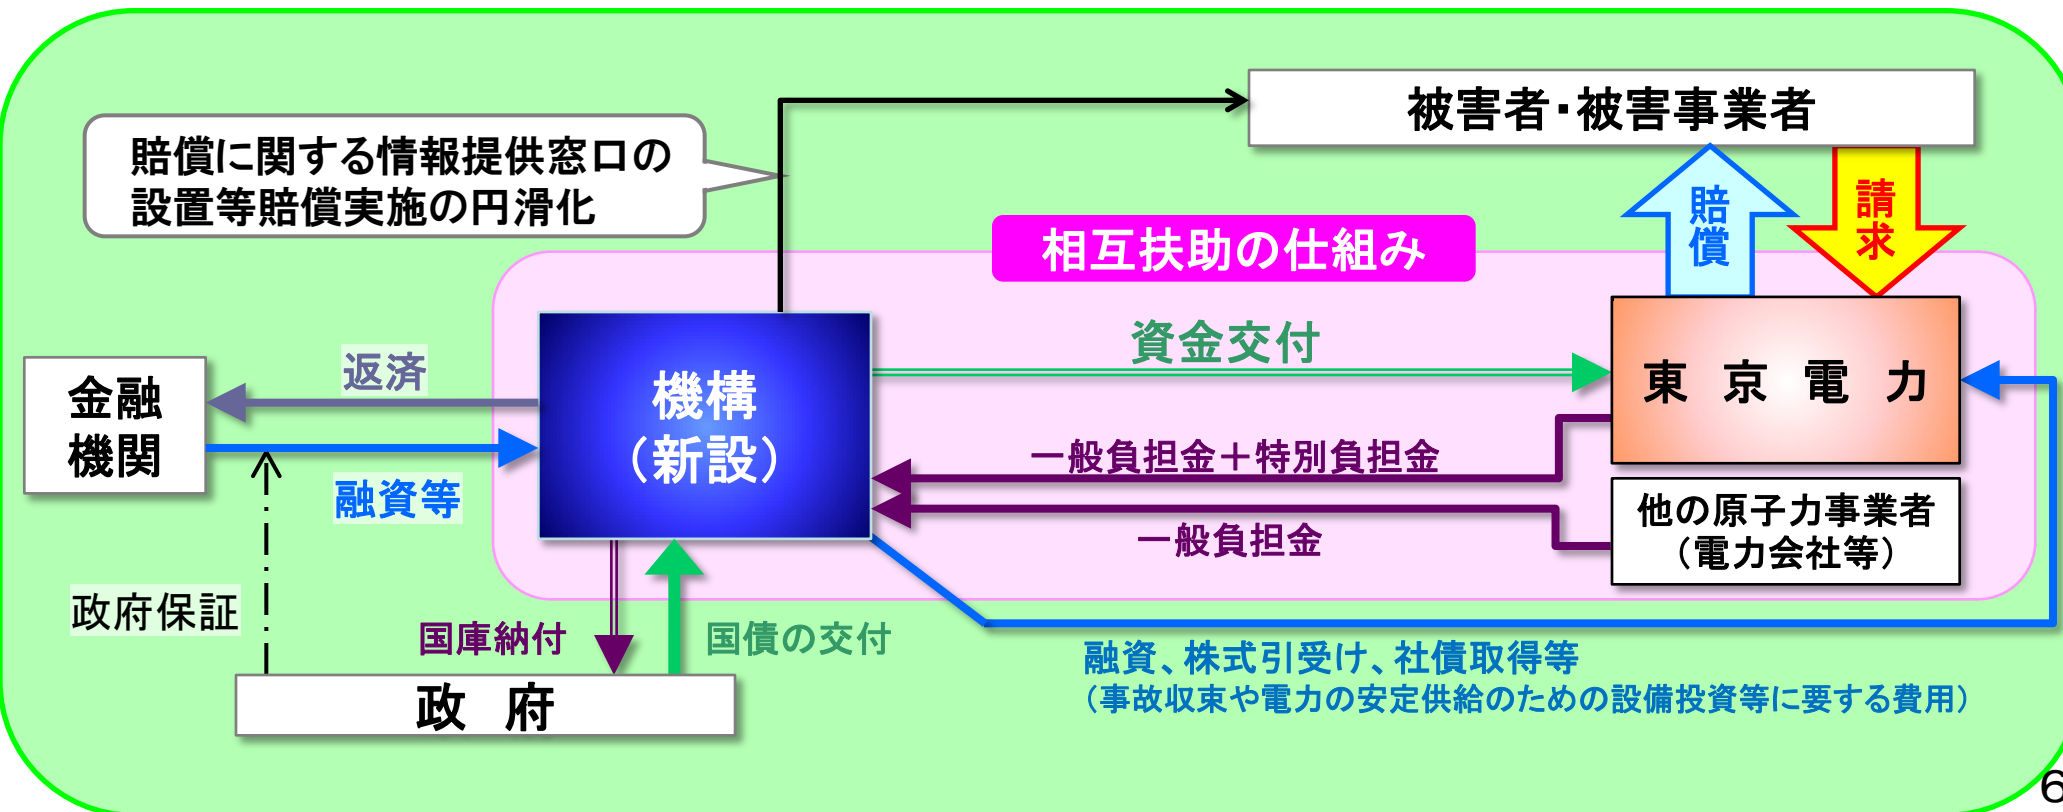 被害者・被害事業者
賠償に関する情報提供窓口の
設置等賠償実施の円滑化
賠償
請求
相互扶助の仕組み
資金交付
返済
金融
機関
機構
（新設）
東 京 電 力
一般負担金＋特別負担金
融資等
他の原子力事業者
（電力会社等）
一般負担金
政府保証
国庫納付
国債の交付
融資、株式引受け、社債取得等
（事故収束や電力の安定供給のための設備投資等に要する費用）
政 府
6